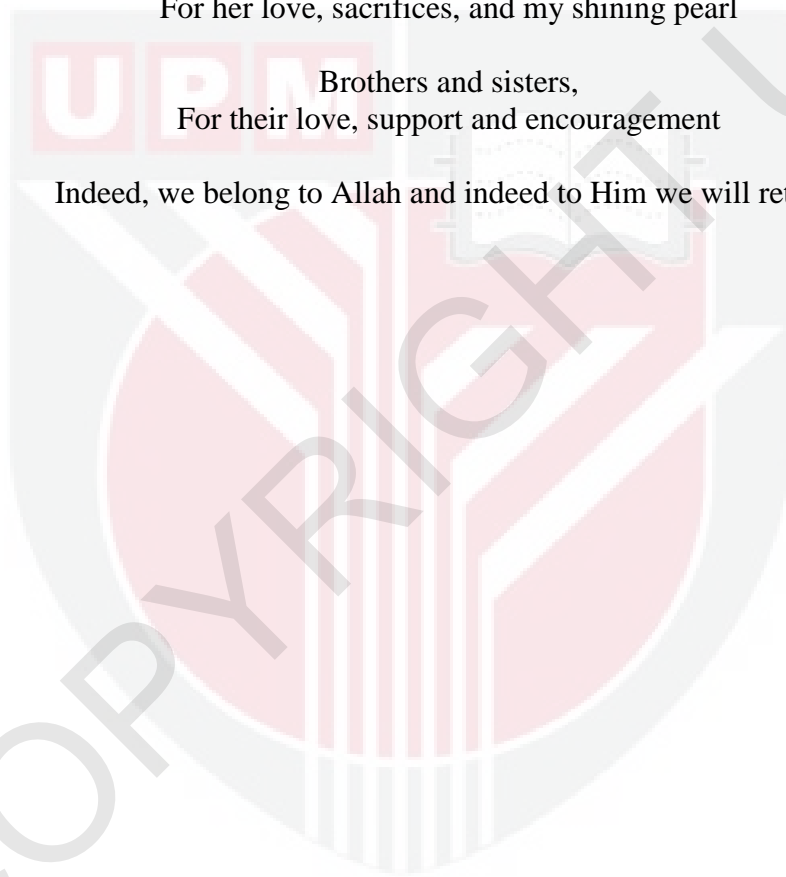 For her love, sacrifices, and my shining pearl
UPM
Brothers and sisters,
For their love, support and encouragement
Indeed, we belong to Allah and indeed to Him we will
OPYRIGHT U